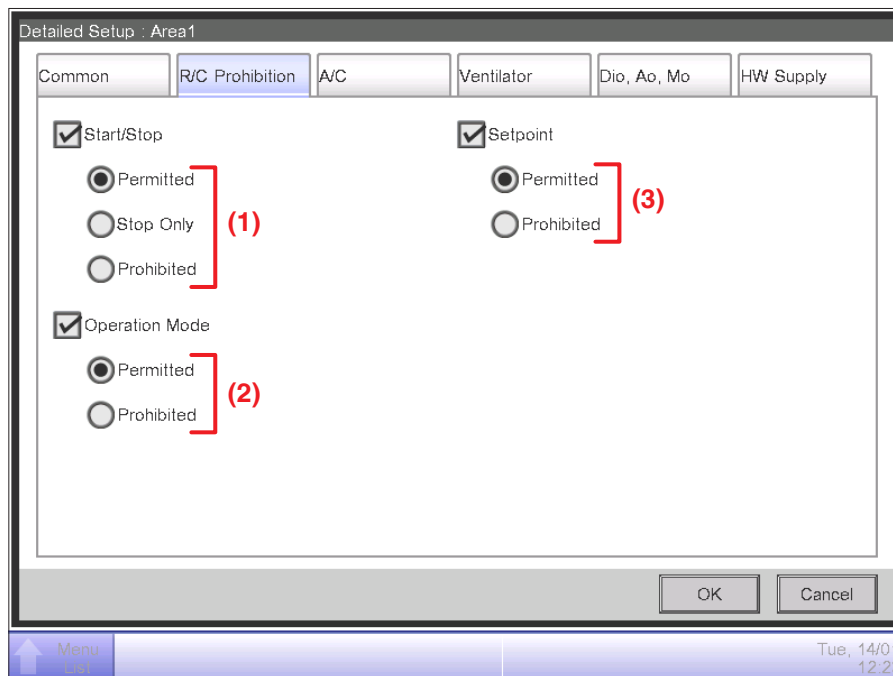 Detailed Setup : Area1
Common
R/C Prohibition
A/C
Ventilator
Dio, Ao, Mo
HW Supply
Start/Stop
Permitted
Stop Only
Prohibited
(1)
Operation Mode
Permitted
Prohibited
(2)
Setpoint
Permitted
Prohibited
(3)
OK
Cancel
Menu
List
Tue, 14/0
12:2